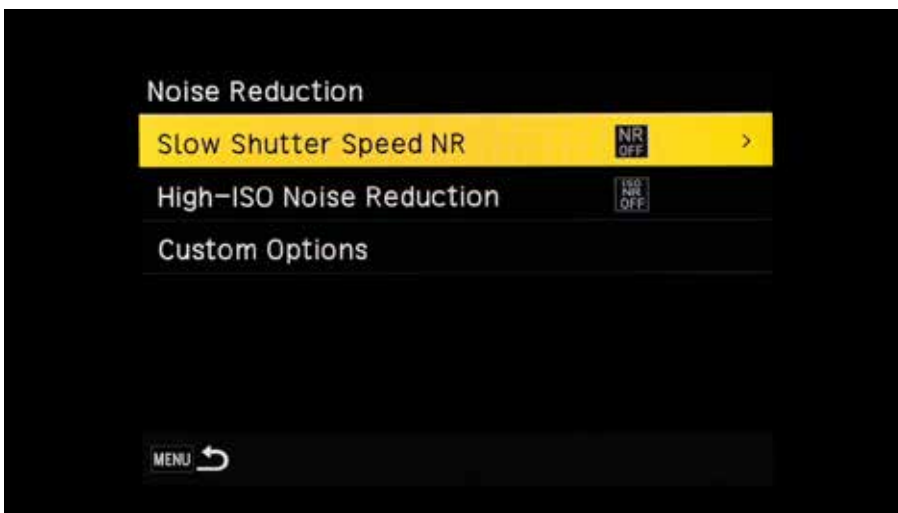 Noise Reduction
Slow Shutter Speed NR NR OFF >
High-ISO Noise Reduction ISO NR OFF
Custom Options
MENU